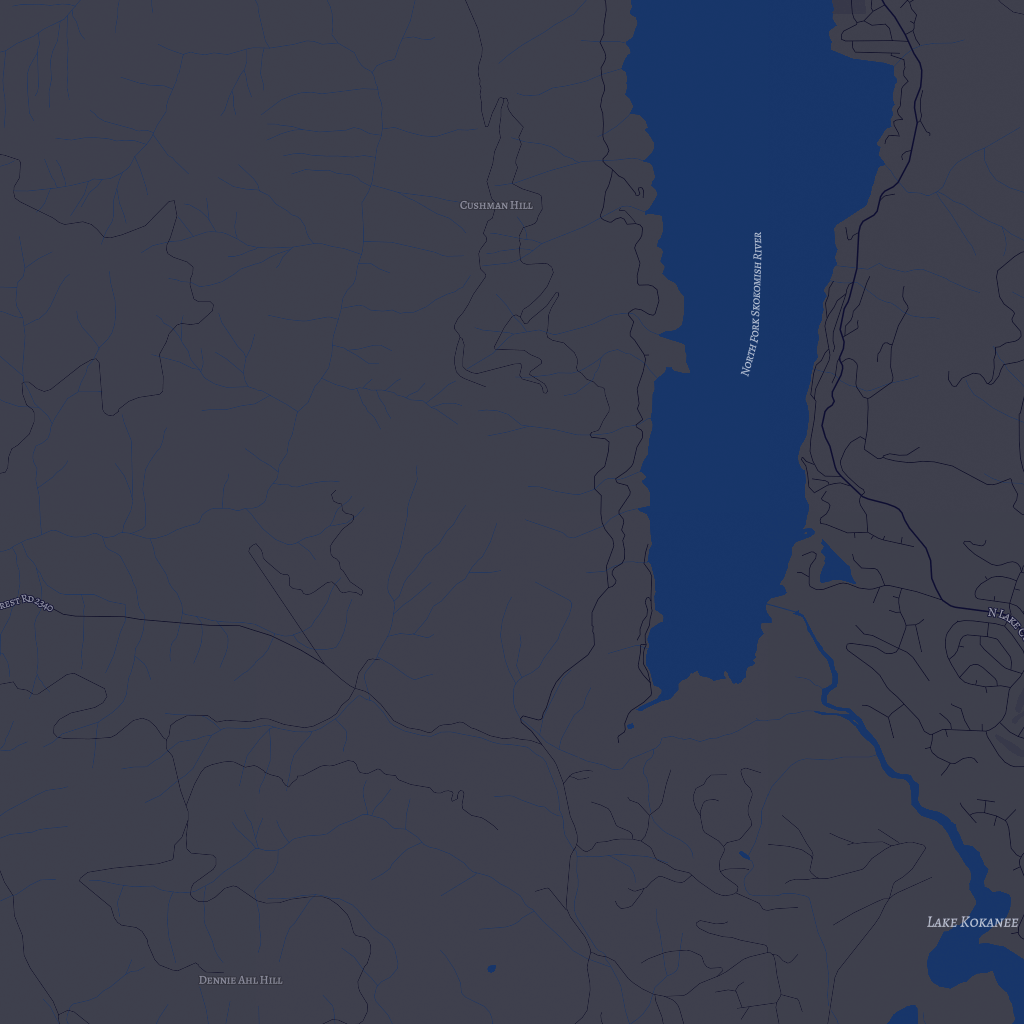 Cushman Hill
North Fork Skokomish River
rest Rd 2340
N Lake C
Lake Kokanee
Dennie Ahl Hill